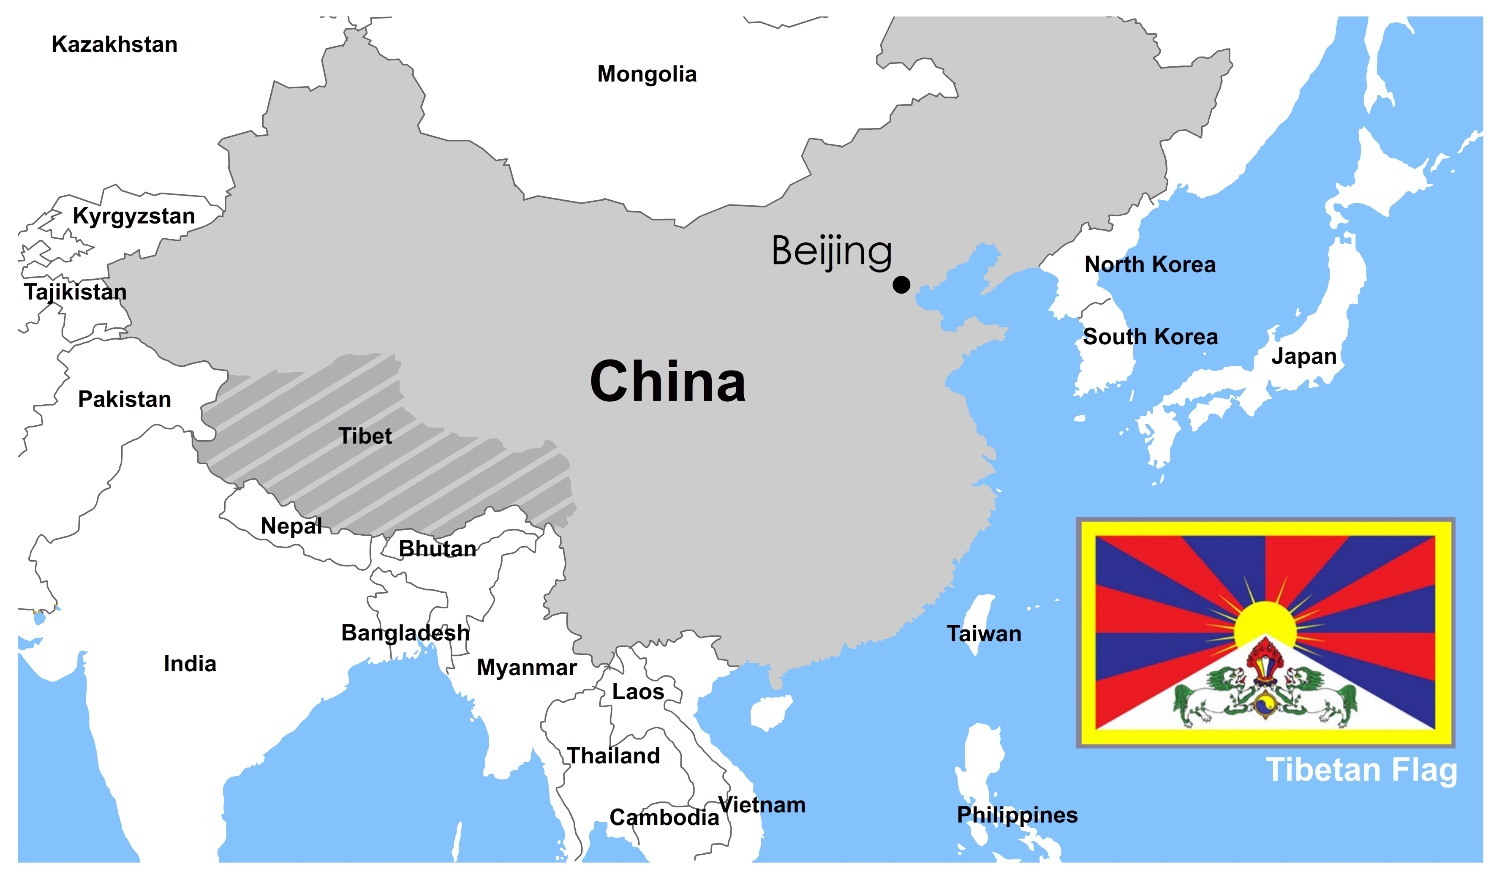 Kazakhstan
Mongolia
Kyrgyzstan
Beijing
North Korea
Tajikistan
South Korea
Japan
China
Pakistan
Tibet
Nepal
Bhutan
Bangladesh
Taiwan
India
Myanmar
Laos
Thailand
Tibetan Flag
Vietnam
Cambodia
Philippines